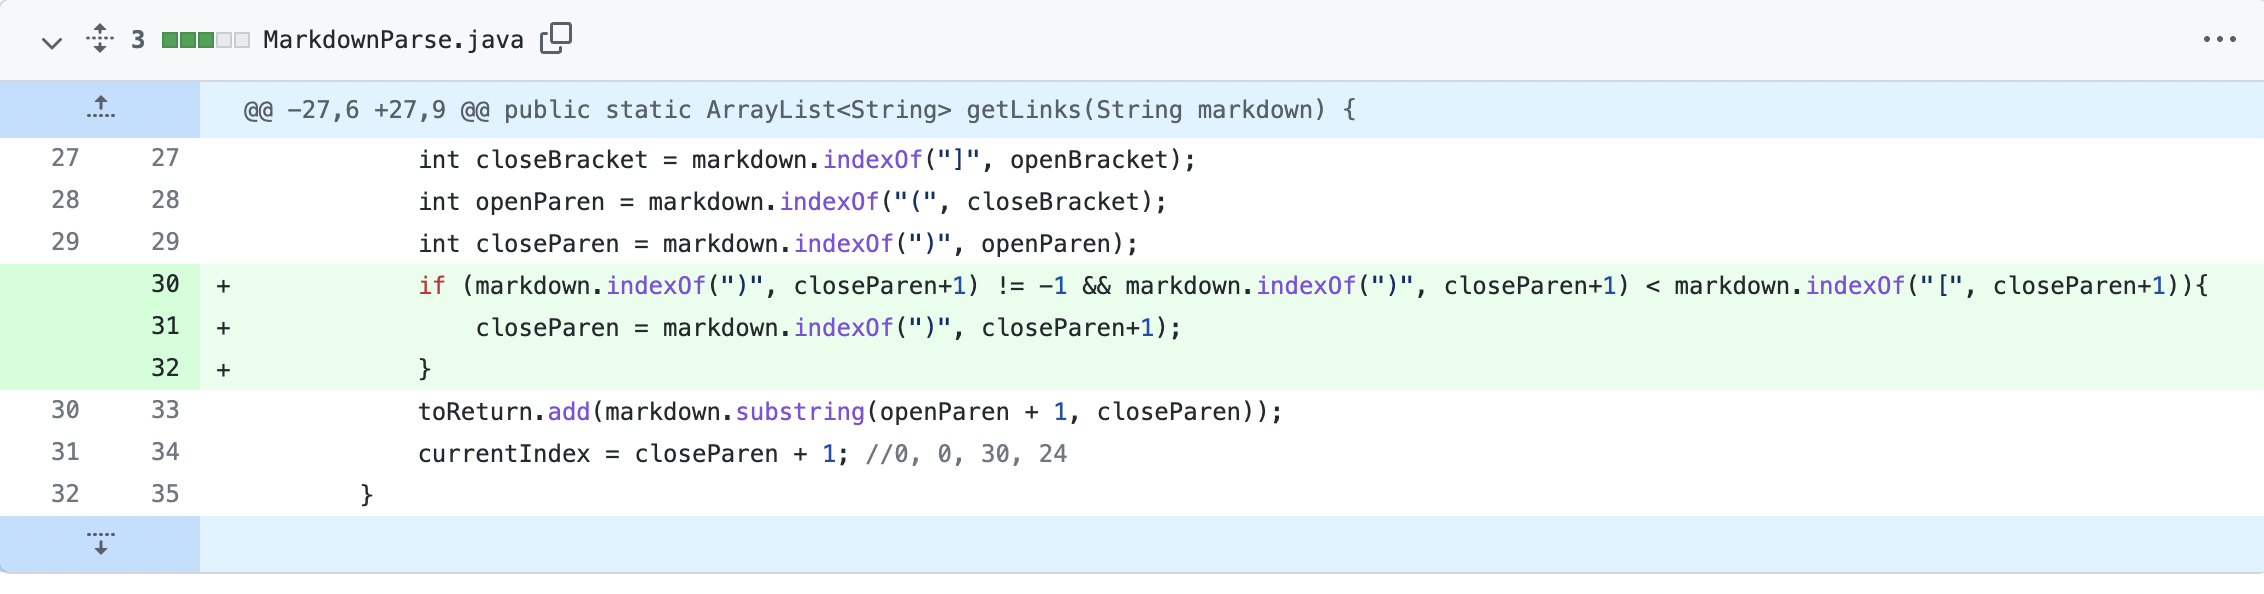 3 MarkdownParse.java
@@ -27,6 +27,9 @@ public static ArrayList<String> getLinks(String markdown) {
27 27 int closeBracket = markdown.indexOf("]", openBracket);
28 28 int openParen = markdown.indexOf("(", closeBracket);
29 29 int closeParen = markdown.indexOf(")", openParen);
30 + if (markdown.indexOf(")", closeParen+1) != -1 && markdown.indexOf(")", closeParen+1) < markdown.indexOf("[", closeParen+1)){
31 + closeParen = markdown.indexOf(")", closeParen+1);
32 + }
30 33 toReturn.add(markdown.substring(openParen + 1, closeParen));
31 34 currentIndex = closeParen + 1; //0, 0, 30, 24
32 35 }